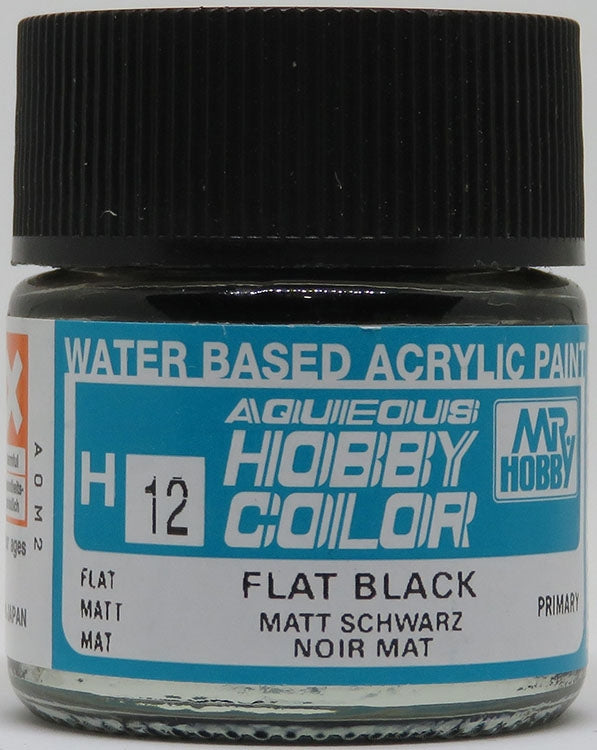 WATER BASED ACRYLIC PAINT
AQUEOUS
HOBBY
COLOR
MR.
HOBBY
H 12
FLAT
MATT
MAT
FLAT BLACK
MATT SCHWARZ
NOIR MAT
PRIMARY
AOM2
ages
JAPAN